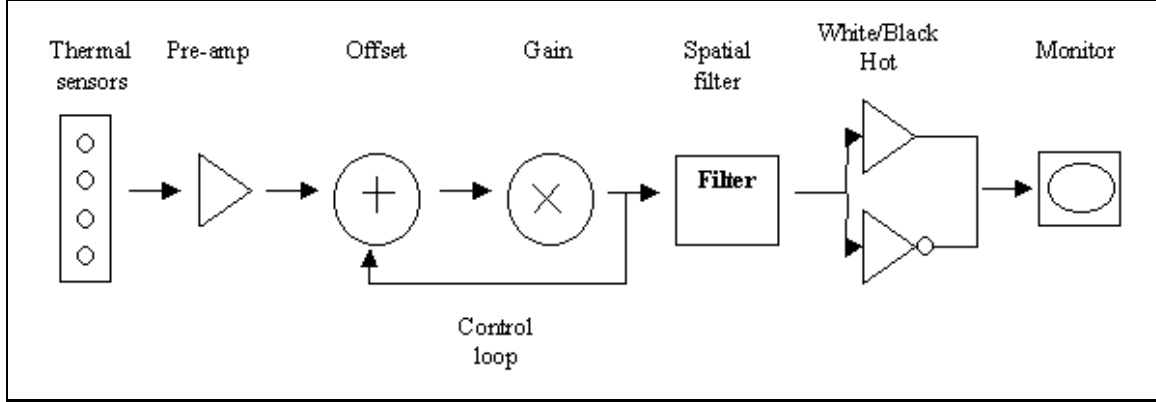 Thermal
sensors
Pre-amp
Offset
Gain
Spatial
filter
White/Black
Hot
Monitor
Filter
Control
loop